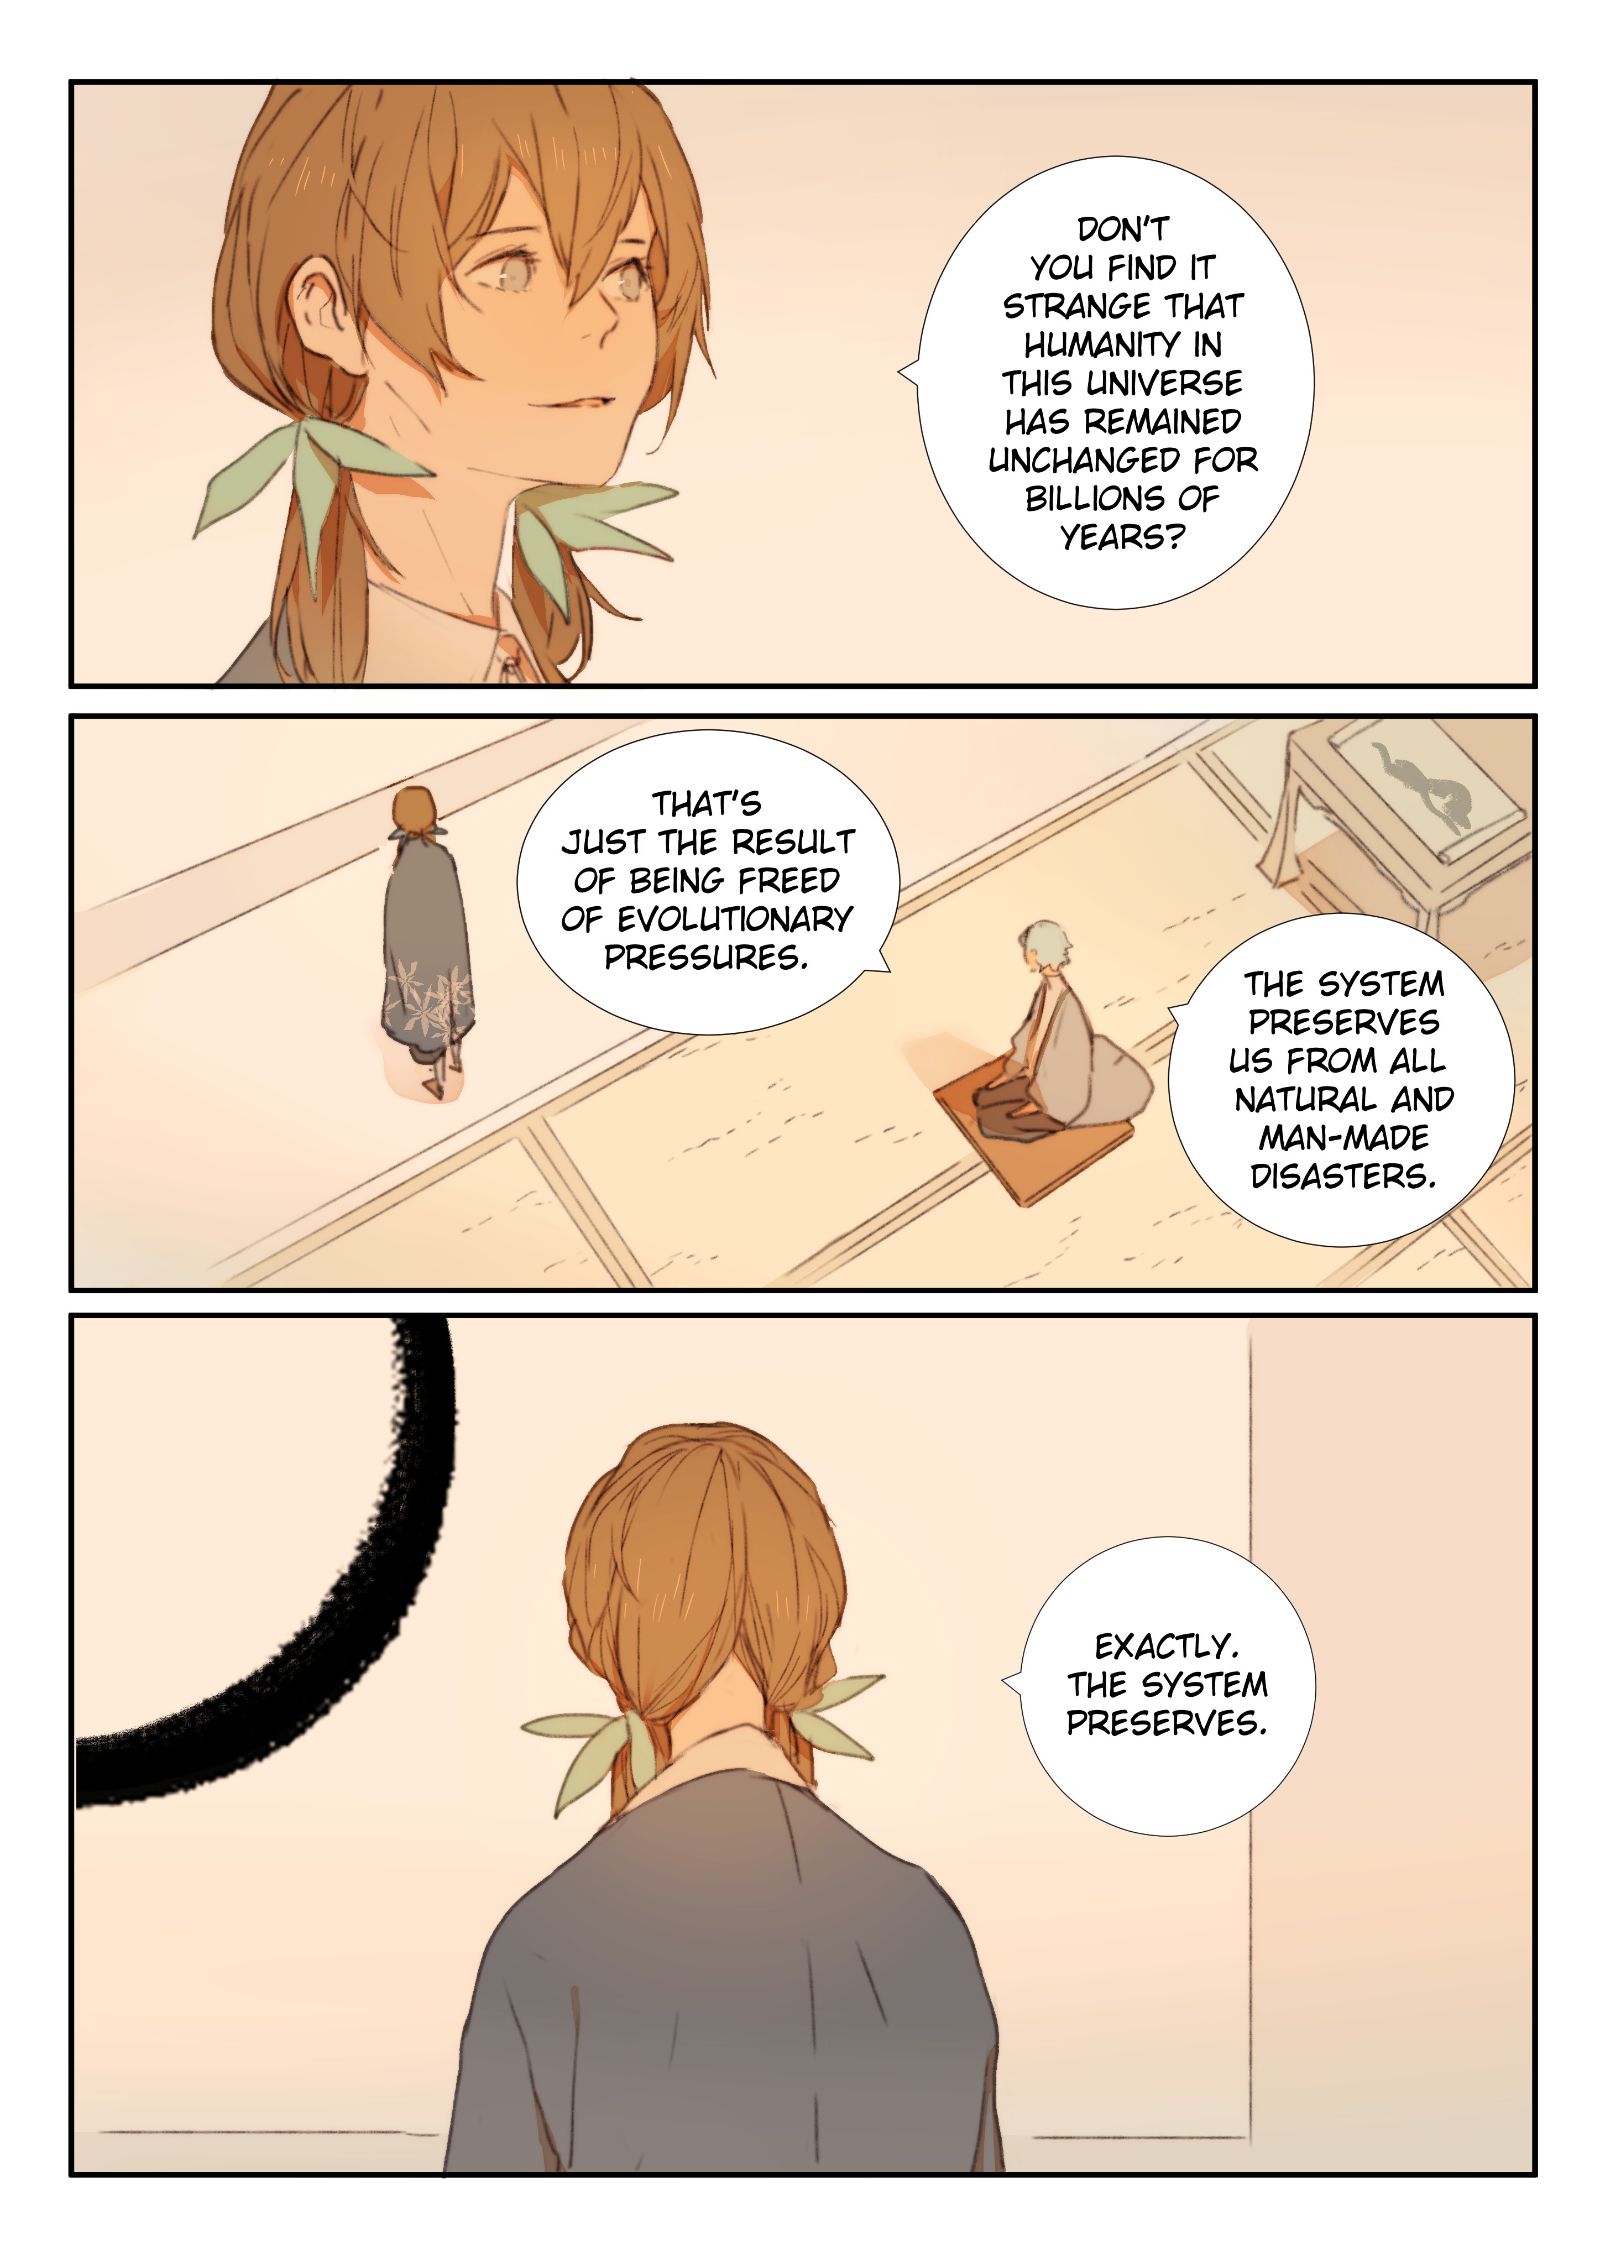 DON'T
YOU FIND IT
STRANGE THAT
HUMANITY IN
THIS UNIVERSE
HAS REMAINED
UNCHANGED FOR
BILLIONS OF
YEARS?
THAT'S
JUST THE RESULT
OF BEING FREED
OF EVOLUTIONARY
PRESSURES.
THE SYSTEM
PRESERVES
US FROM ALL
NATURAL AND
MAN-MADE
DISASTERS.
EXACTLY.
THE SYSTEM
PRESERVES.